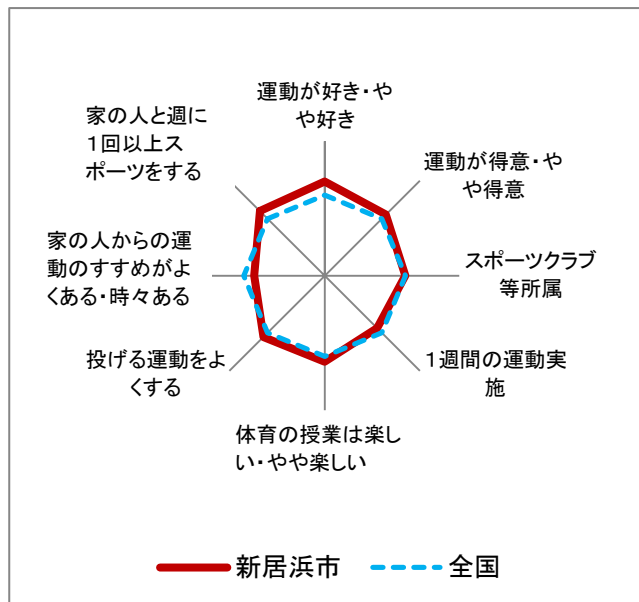 運動が好き・や
や好き
運動が得意・や
や得意
スポーツクラブ
等所属
1週間の運動実
施
体育の授業は楽し
い・やや楽しい
投げる運動をよ
くする
家の人からの運
動のすすめがよ
くある・時々ある
家の人と週に
1回以上ス
ポーツをする
新居浜市
全国